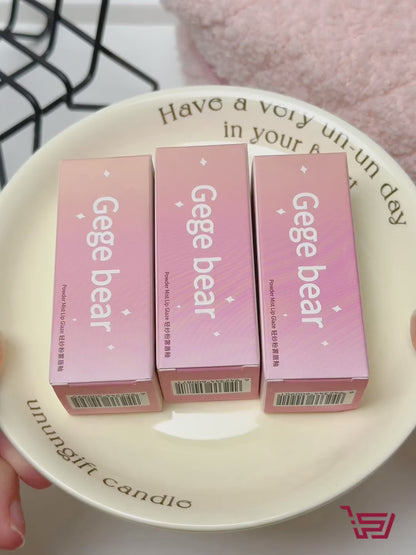 Have a very un-un day
in your
Gege bear
Powder Mist Lip Glaze 轻纱粉雾唇釉
Gege bear
Powder Mist Lip Glaze 轻纱粉雾唇釉
Gege bear
Powder Mist Lip Glaze 轻纱粉雾唇釉
unungift candle